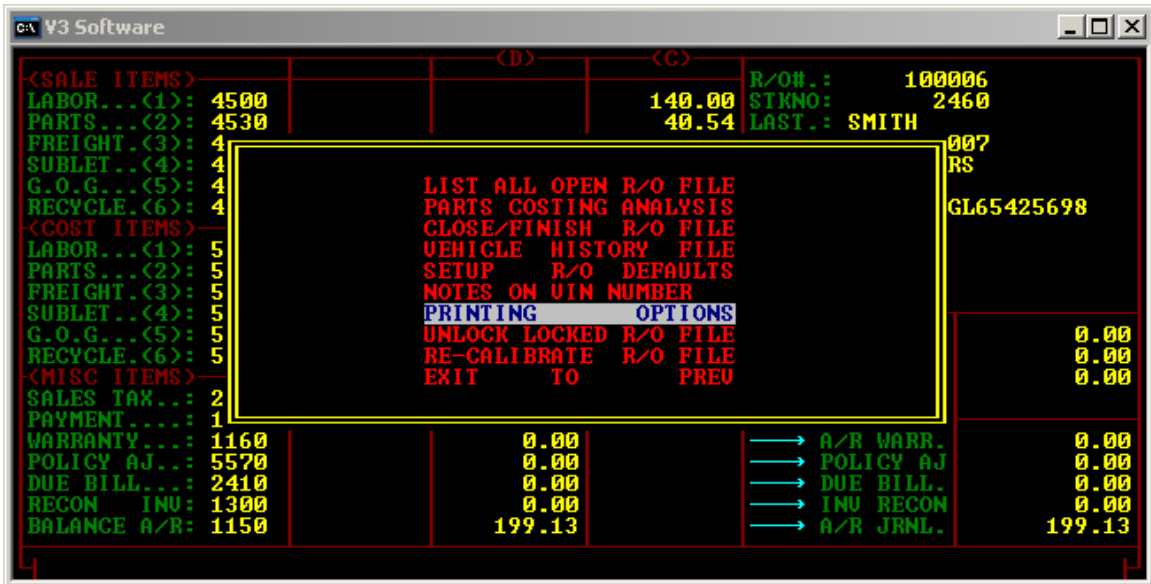 V3 Software
<D> <C>
<SALE ITEMS> R/O#.: 100006
LABOR...<1>: 4500 140.00 STKNO: 2460
PARTS...<2>: 4530 40.54 LAST.: SMITH
FREIGHT.<3>: 4 007
SUBLET..<4>: 4 RS
G.O.G...<5>: 4 LIST ALL OPEN R/O FILE
RECYCLE.<6>: 4 PARTS COSTING ANALYSIS GL65425698
<COST ITEMS> CLOSE/FINISH R/O FILE
LABOR...<1>: 5 VEHICLE HISTORY FILE
PARTS...<2>: 5 SETUP R/O DEFAULTS
FREIGHT.<3>: 5 NOTES ON VIN NUMBER
SUBLET..<4>: 5 PRINTING OPTIONS
G.O.G...<5>: 5 UNLOCK LOCKED R/O FILE 0.00
RECYCLE.<6>: 5 RE-CALIBRATE R/O FILE 0.00
<MISC ITEMS> EXIT TO PREV 0.00
SALES TAX..: 2
PAYMENT....: 1
WARRANTY...: 1160 0.00 → A/R WARR. 0.00
POLICY AJ..: 5570 0.00 → POLICY AJ 0.00
DUE BILL...: 2410 0.00 → DUE BILL. 0.00
RECON INV: 1300 0.00 → INV RECON 0.00
BALANCE A/R: 1150 199.13 → A/R JRNL. 199.13